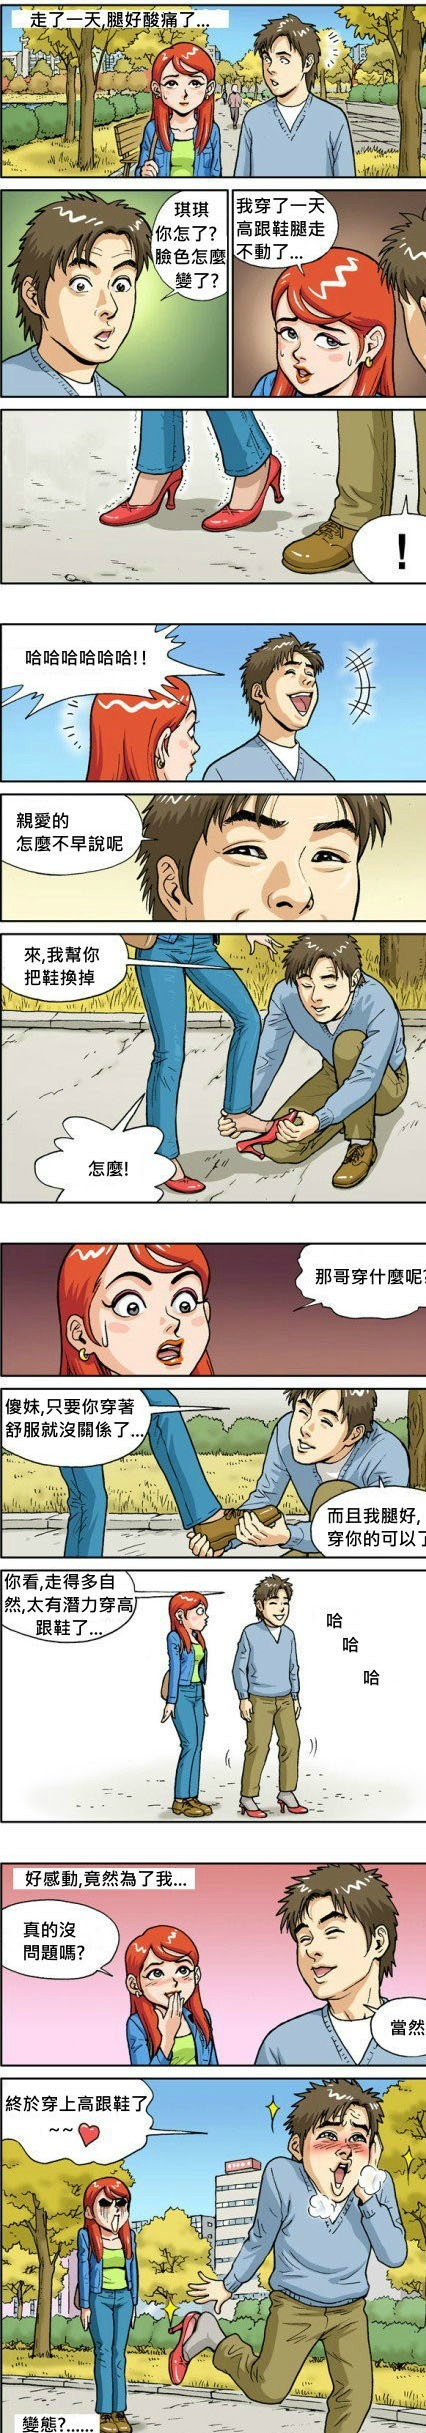 走了一天,腿好酸痛了...
琪琪
你怎了?
臉色怎麼
變了?
我穿了一天
高跟鞋腿走
不動了...
!
哈哈哈哈哈哈!!
親愛的
怎麼不早說呢
來,我幫你
把鞋換掉
怎麼!
那哥穿什麼呢?
傻妹,只要你穿著
舒服就沒關係了...
而且我腿好,
穿你的可以了
你看,走得多自
然,太有潛力穿高
跟鞋了...
哈
哈
哈
好感動,竟然為了我...
真的沒
問題嗎?
當然
終於穿上高跟鞋了
~~
變態?......